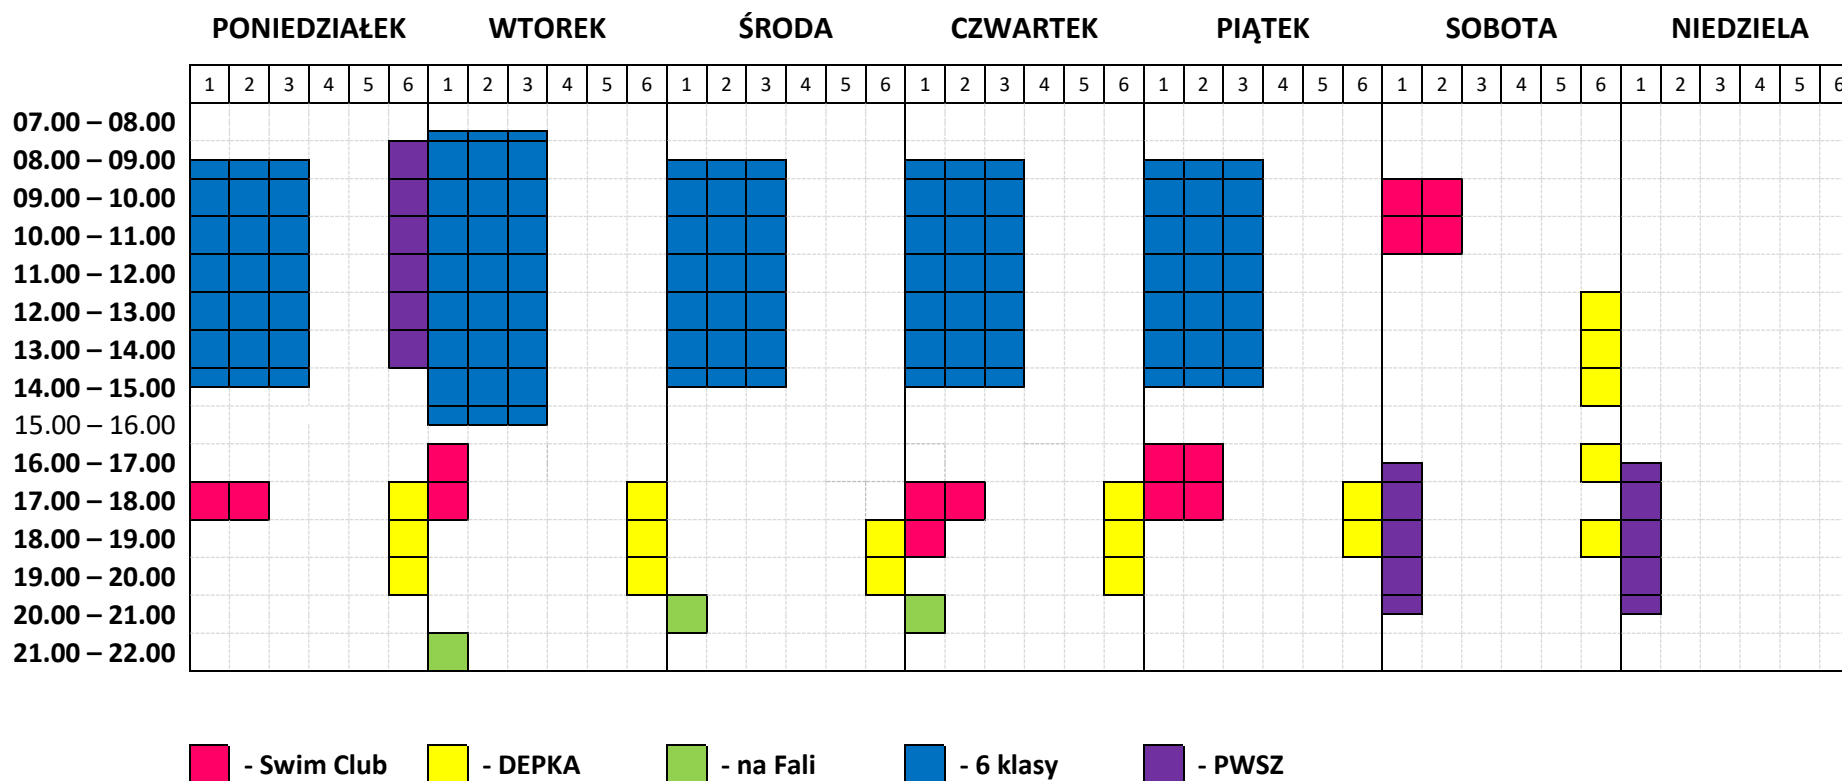 PONIEDZIAŁEK WTOREK ŚRODA CZWARTEK PIĄTEK SOBOTA NIEDZIELA
1 2 3 4 5 6 1 2 3 4 5 6 1 2 3 4 5 6 1 2 3 4 5 6 1 2 3 4 5 6 1 2 3 4 5 6 1 2 3 4 5 6
07.00 – 08.00
08.00 – 09.00
09.00 – 10.00
10.00 – 11.00
11.00 – 12.00
12.00 – 13.00
13.00 – 14.00
14.00 – 15.00
15.00 – 16.00
16.00 – 17.00
17.00 – 18.00
18.00 – 19.00
19.00 – 20.00
20.00 – 21.00
21.00 – 22.00
- Swim Club - DEPKA - na Fali - 6 klasy - PWSZ